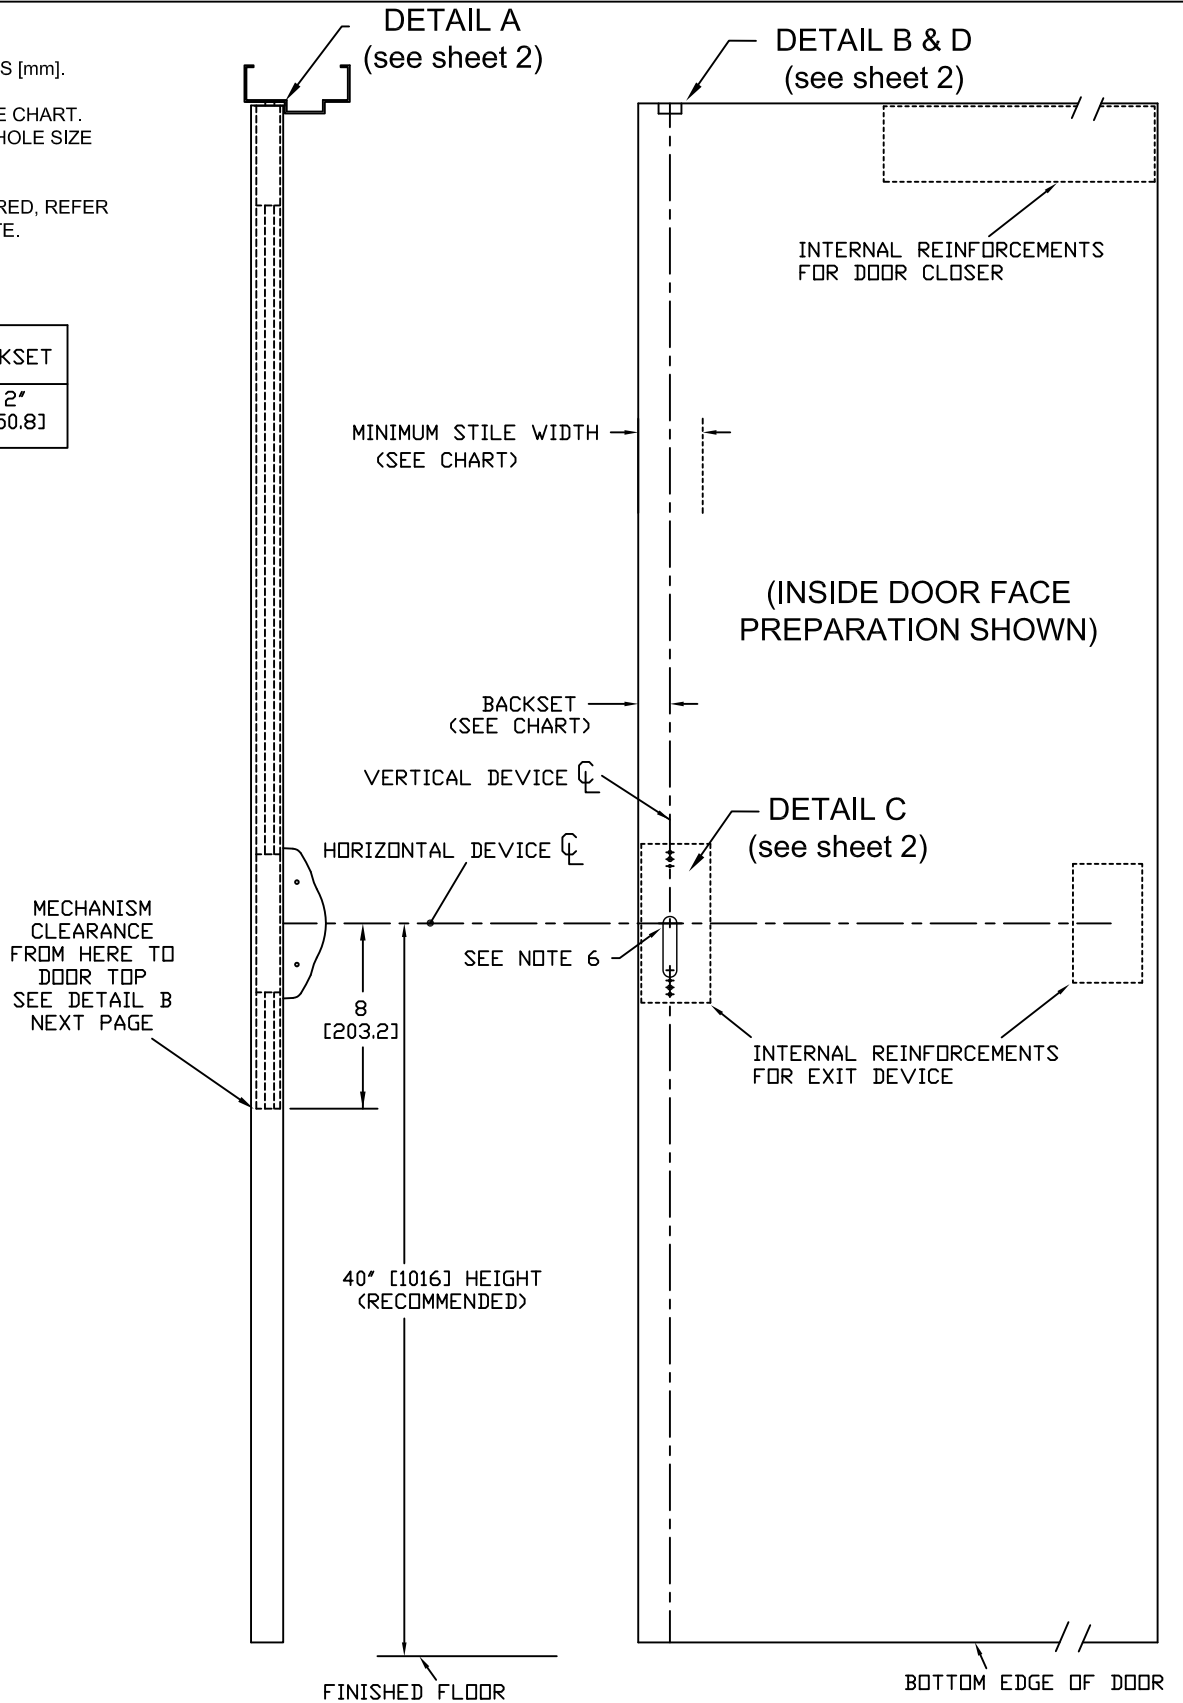 DETAIL A
(see sheet 2)
DETAIL B & D
(see sheet 2)
S [mm].
E CHART.
HOLE SIZE
RED, REFER
TE.
INTERNAL REINFORCEMENTS
FOR DOOR CLOSER
KSET
2"
50.8]
MINIMUM STILE WIDTH
(SEE CHART)
(INSIDE DOOR FACE
PREPARATION SHOWN)
BACKSET
(SEE CHART)
VERTICAL DEVICE ℄
DETAIL C
(see sheet 2)
HORIZONTAL DEVICE ℄
MECHANISM
CLEARANCE
FROM HERE TO
DOOR TOP
SEE DETAIL B
NEXT PAGE
SEE NOTE 6
8
[203.2]
INTERNAL REINFORCEMENTS
FOR EXIT DEVICE
40" [1016] HEIGHT
(RECOMMENDED)
FINISHED FLOOR
BOTTOM EDGE OF DOOR